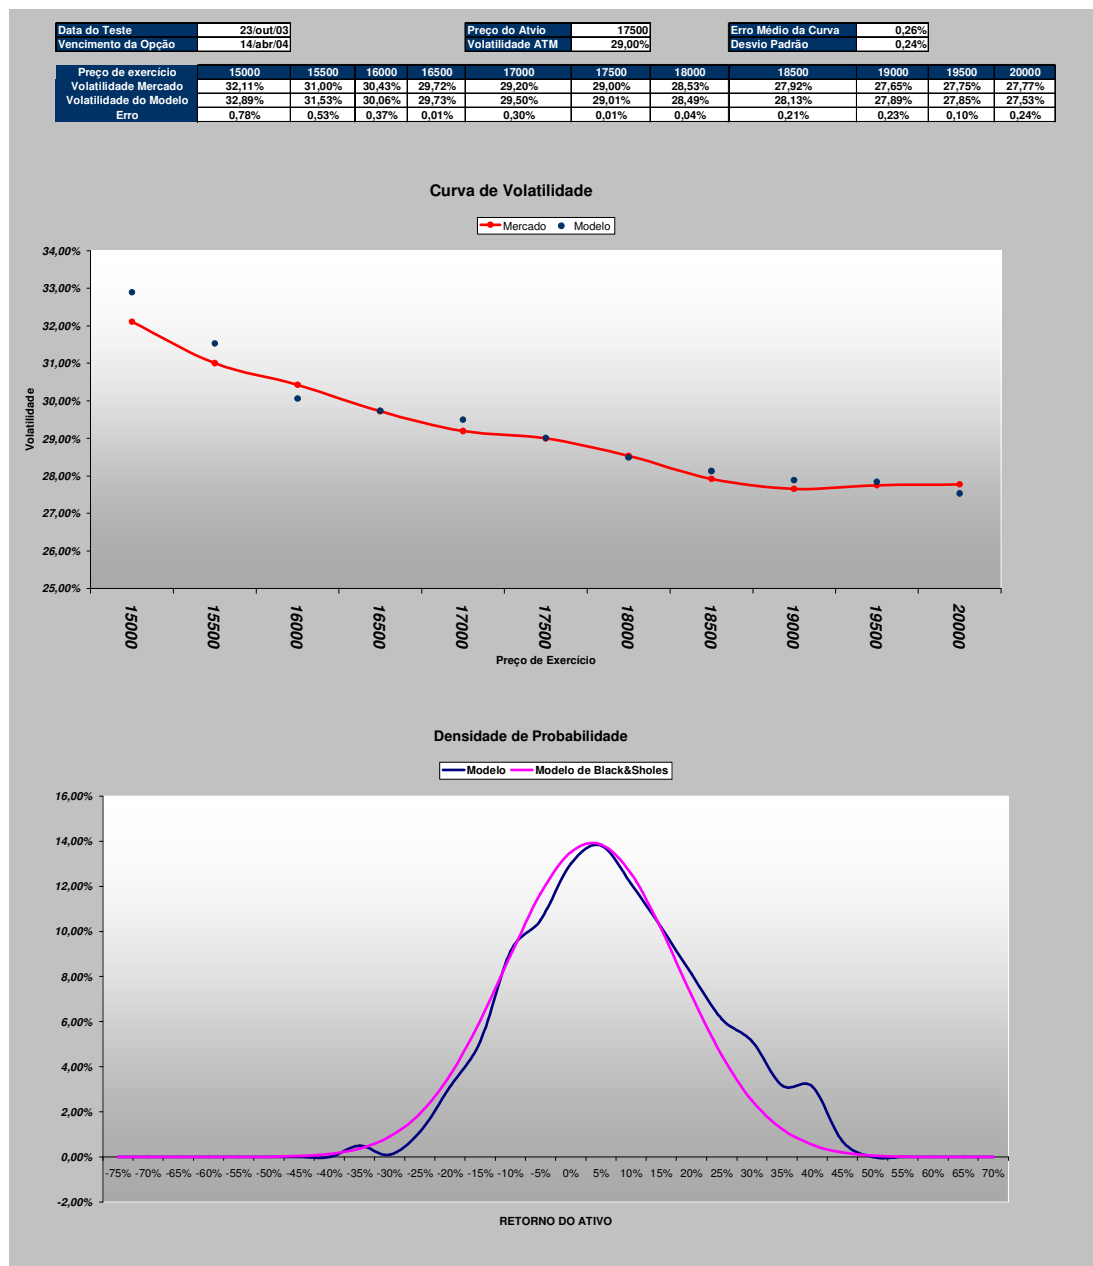 Data do Teste 23/out/03 Preço do Atvio 17500 Erro Médio da Curva 0,26%
Vencimento da Opção 14/abr/04 Volatilidade ATM 29,00% Desvio Padrão 0,24%
Preço de exercício 15000 15500 16000 16500 17000 17500 18000 18500 19000 19500 20000
Volatilidade Mercado 32,11% 31,00% 30,43% 29,72% 29,20% 29,00% 28,53% 27,92% 27,65% 27,75% 27,77%
Volatilidade do Modelo 32,89% 31,53% 30,06% 29,73% 29,50% 29,01% 28,49% 28,13% 27,89% 27,85% 27,53%
Erro 0,78% 0,53% 0,37% 0,01% 0,30% 0,01% 0,04% 0,21% 0,23% 0,10% 0,24%
Curva de Volatilidade
Mercado Modelo
34,00%
33,00%
32,00%
31,00%
30,00%
29,00%
28,00%
27,00%
26,00%
25,00%
Volatilidade
15000 15500 16000 16500 17000 17500 18000 18500 19000 19500 20000
Preço de Exercício
Densidade de Probabilidade
Modelo Modelo de Black&Sholes
16,00%
14,00%
12,00%
10,00%
8,00%
6,00%
4,00%
2,00%
0,00%
-75% -70% -65% -60% -55% -50% -45% -40% -35% -30% -25% -20% -15% -10% -5% 0% 5% 10% 15% 20% 25% 30% 35% 40% 45% 50% 55% 60% 65% 70%
-2,00%
RETORNO DO ATIVO